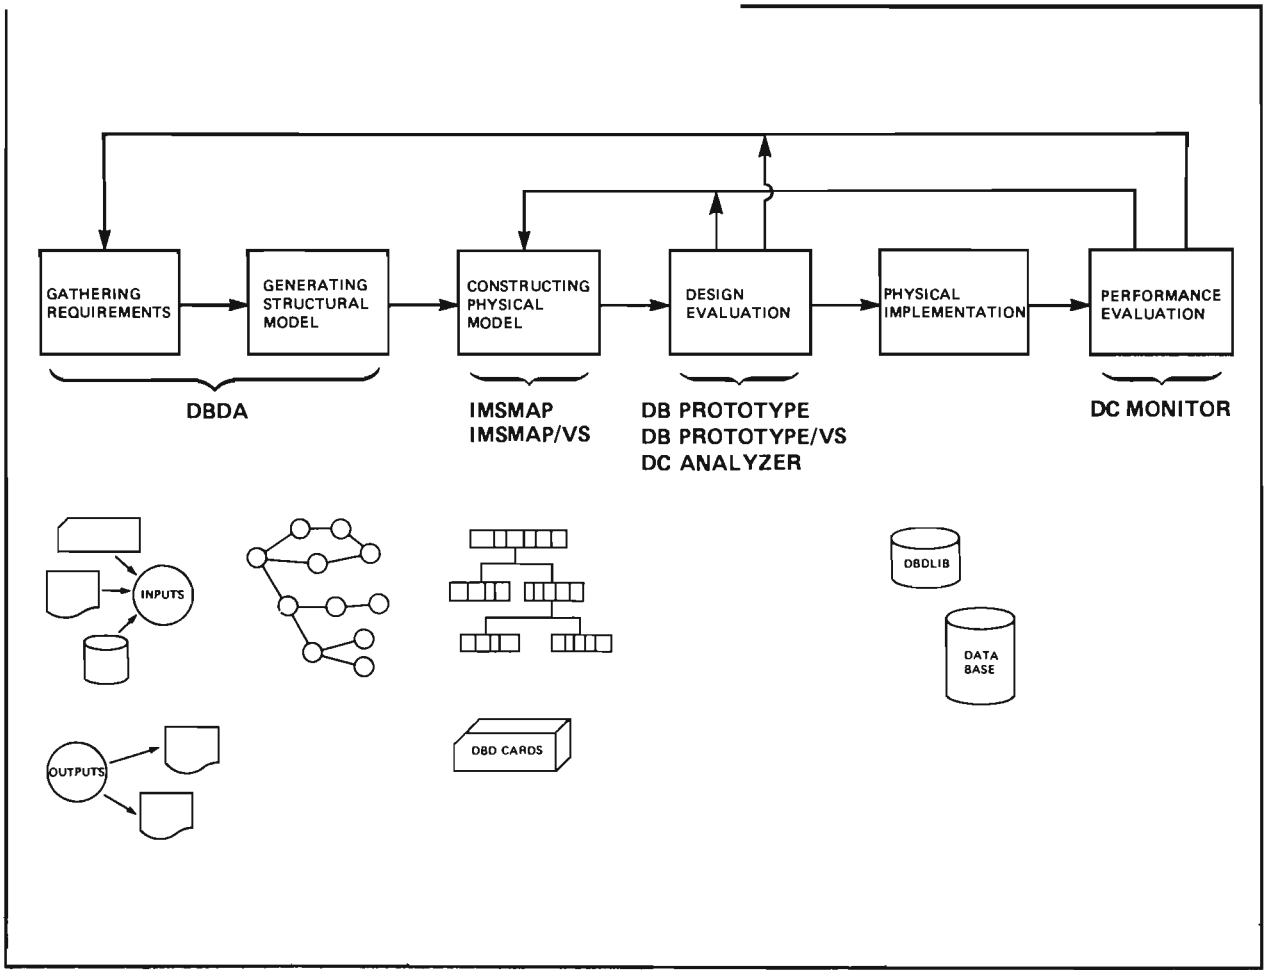 GATHERING
REQUIREMENTS
GENERATING
STRUCTURAL
MODEL
CONSTRUCTING
PHYSICAL
MODEL
DESIGN
EVALUATION
PHYSICAL
IMPLEMENTATION
PERFORMANCE
EVALUATION
DBDA
IMSMAP
IMSMAP/VS
DB PROTOTYPE
DB PROTOTYPE/VS
DC ANALYZER
DC MONITOR
INPUTS
OUTPUTS
DBD CARDS
DBDLIB
DATA
BASE